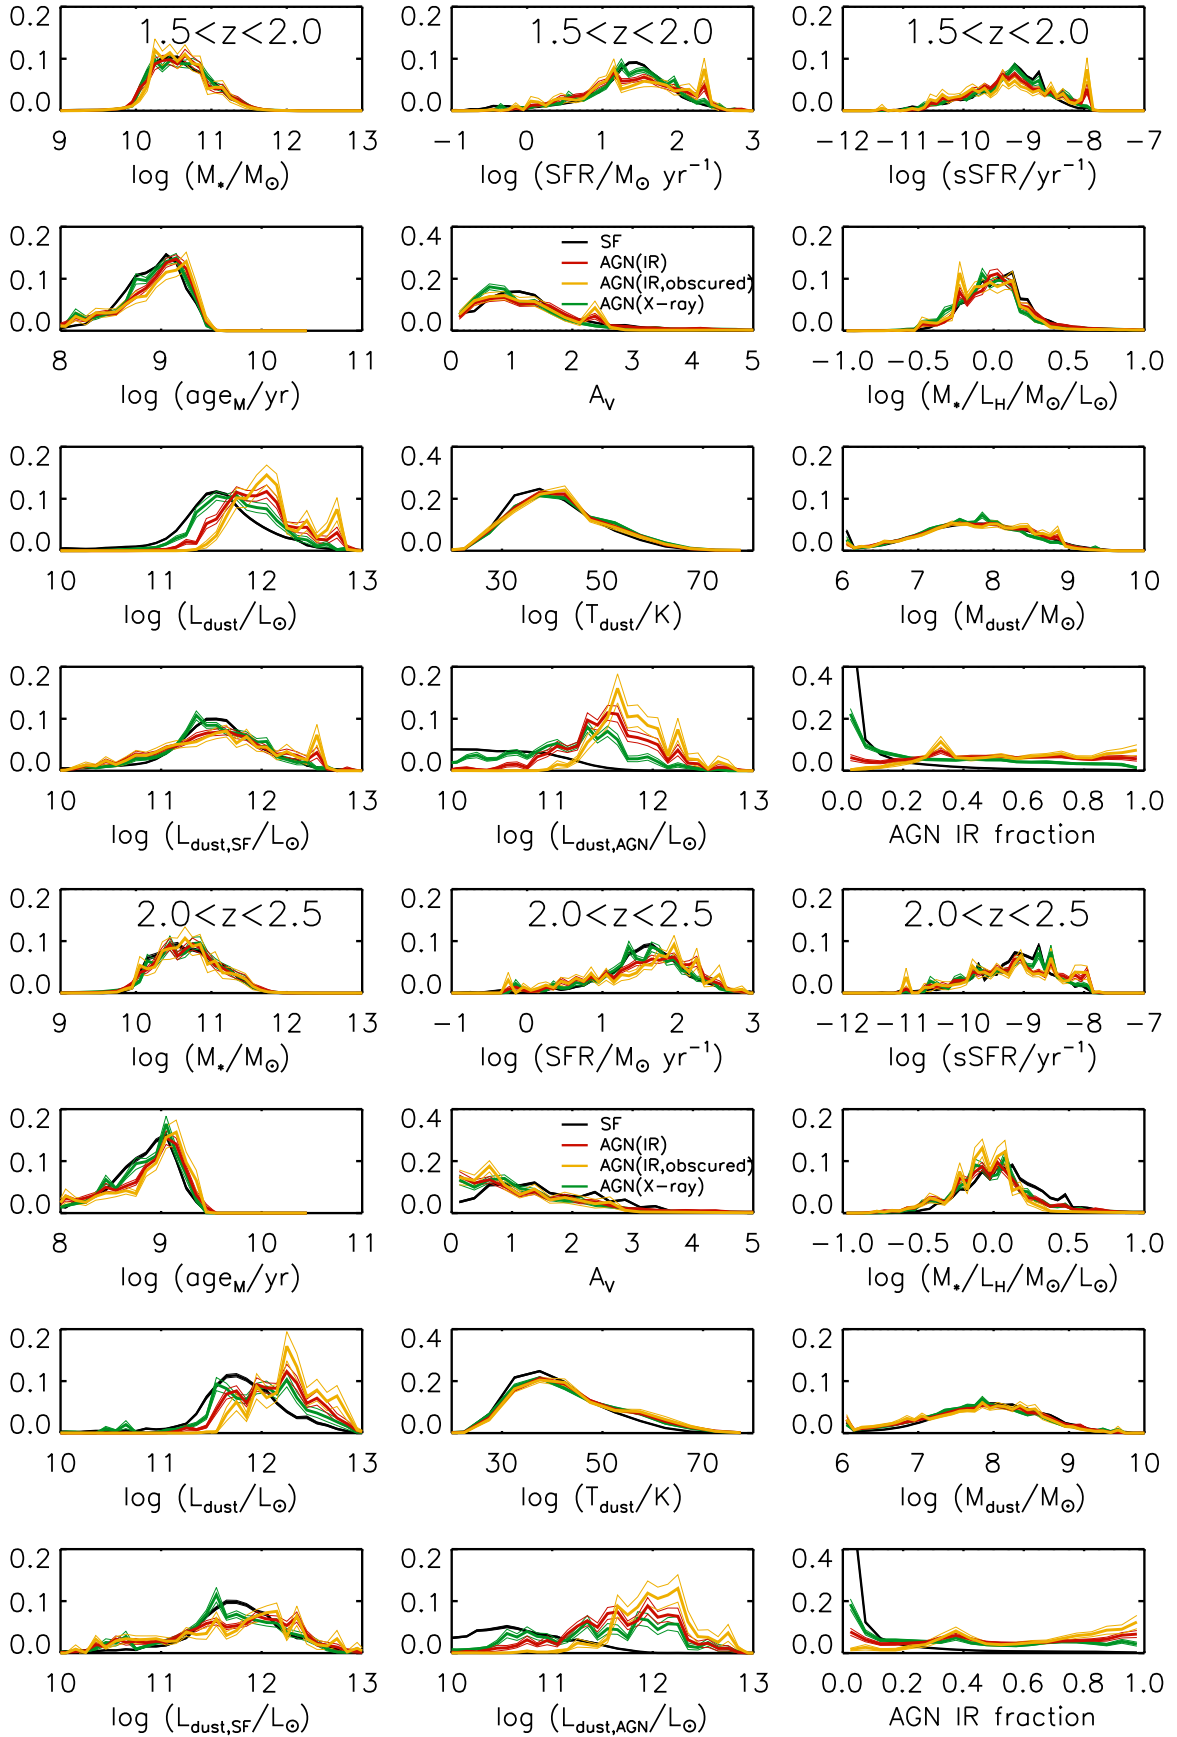 0.2 0.2 0.2
1.5<z<2.0 1.5<z<2.0 1.5<z<2.0
0.1 0.1 0.1
0.0 0.0 0.0
9 10 11 12 13 −1 0 1 2 3 −12 −11 −10 −9 −8 −7
log (M*/M⊙) log (SFR/M⊙ yr−1) log (sSFR/yr−1)
0.2 0.4 0.2
SF
AGN(IR)
0.1 0.2 AGN(IR,obscured) 0.1
AGN(X−ray)
0.0 0.0 0.0
8 9 10 11 0 1 2 3 4 5 −1.0 −0.5 0.0 0.5 1.0
log (ageM/yr) AV log (M*/LH/M⊙/L⊙)
0.2 0.4 0.2
0.1 0.2 0.1
0.0 0.0 0.0
10 11 12 13 30 50 70 6 7 8 9 10
log (Ldust/L⊙) log (Tdust/K) log (Mdust/M⊙)
0.2 0.2 0.4
0.1 0.1 0.2
0.0 0.0 0.0
10 11 12 13 10 11 12 13 0.0 0.2 0.4 0.6 0.8 1.0
log (Ldust,SF/L⊙) log (Ldust,AGN/L⊙) AGN IR fraction
0.2 0.2 0.2
2.0<z<2.5 2.0<z<2.5 2.0<z<2.5
0.1 0.1 0.1
0.0 0.0 0.0
9 10 11 12 13 −1 0 1 2 3 −12 −11 −10 −9 −8 −7
log (M*/M⊙) log (SFR/M⊙ yr−1) log (sSFR/yr−1)
0.2 0.4 0.2
SF
AGN(IR)
0.1 0.2 AGN(IR,obscured) 0.1
AGN(X−ray)
0.0 0.0 0.0
8 9 10 11 0 1 2 3 4 5 −1.0 −0.5 0.0 0.5 1.0
log (ageM/yr) AV log (M*/LH/M⊙/L⊙)
0.2 0.4 0.2
0.1 0.2 0.1
0.0 0.0 0.0
10 11 12 13 30 50 70 6 7 8 9 10
log (Ldust/L⊙) log (Tdust/K) log (Mdust/M⊙)
0.2 0.2 0.4
0.1 0.1 0.2
0.0 0.0 0.0
10 11 12 13 10 11 12 13 0.0 0.2 0.4 0.6 0.8 1.0
log (Ldust,SF/L⊙) log (Ldust,AGN/L⊙) AGN IR fraction